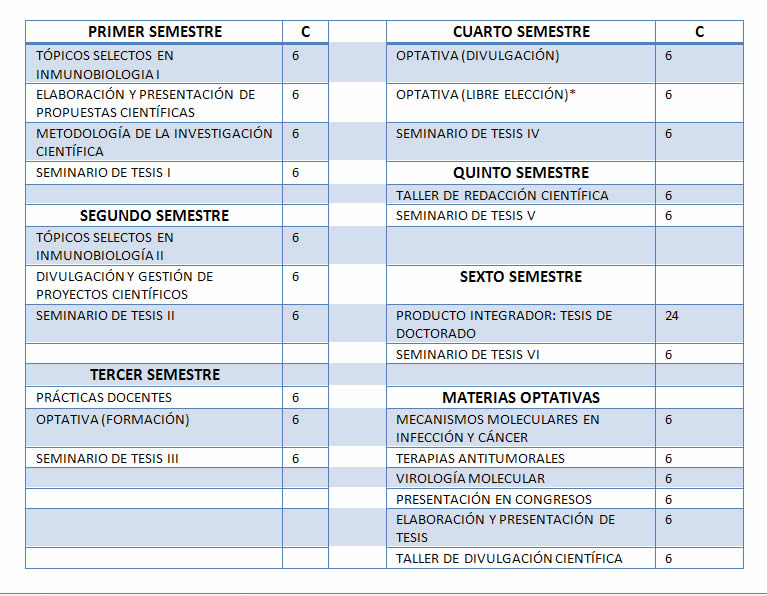 PRIMER SEMESTRE C
TÓPICOS SELECTOS EN 6
INMUNOBIOLOGIA I
ELABORACIÓN Y PRESENTACIÓN DE 6
PROPUESTAS CIENTÍFICAS
METODOLOGÍA DE LA INVESTIGACIÓN 6
CIENTÍFICA
SEMINARIO DE TESIS I 6
SEGUNDO SEMESTRE
TÓPICOS SELECTOS EN 6
INMUNOBIOLOGÍA II
DIVULGACIÓN Y GESTIÓN DE 6
PROYECTOS CIENTÍFICOS
SEMINARIO DE TESIS II 6
TERCER SEMESTRE
PRÁCTICAS DOCENTES 6
OPTATIVA (FORMACIÓN) 6
SEMINARIO DE TESIS III 6
CUARTO SEMESTRE C
OPTATIVA (DIVULGACIÓN) 6
OPTATIVA (LIBRE ELECCIÓN)* 6
SEMINARIO DE TESIS IV 6
QUINTO SEMESTRE
TALLER DE REDACCIÓN CIENTÍFICA 6
SEMINARIO DE TESIS V 6
SEXTO SEMESTRE
PRODUCTO INTEGRADOR: TESIS DE 24
DOCTORADO
SEMINARIO DE TESIS VI 6
MATERIAS OPTATIVAS
MECANISMOS MOLECULARES EN 6
INFECCIÓN Y CÁNCER
TERAPIAS ANTITUMORALES 6
VIROLOGÍA MOLECULAR 6
PRESENTACIÓN EN CONGRESOS 6
ELABORACIÓN Y PRESENTACIÓN DE 6
TESIS
TALLER DE DIVULGACIÓN CIENTÍFICA 6